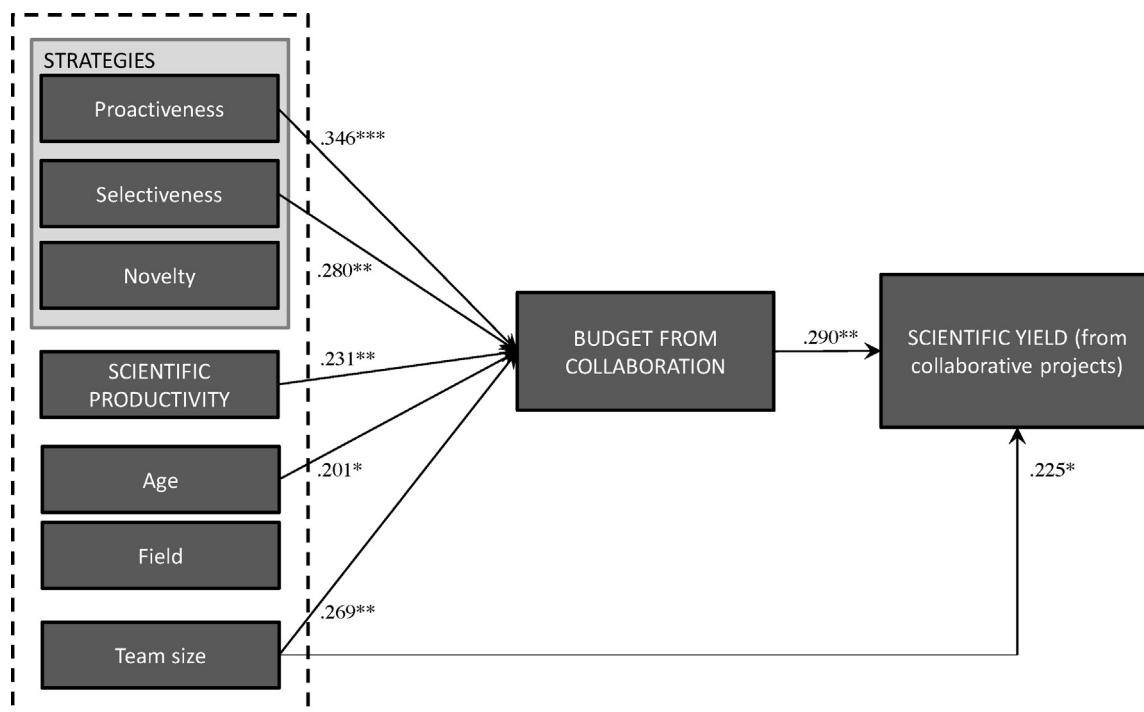 STRATEGIES
Proactiveness
.346***
Selectiveness
.280**
Novelty
BUDGET FROM
COLLABORATION
.290**
SCIENTIFIC YIELD (from
collaborative projects)
SCIENTIFIC
PRODUCTIVITY
.231**
Age
.201*
.225*
Field
.269**
Team size